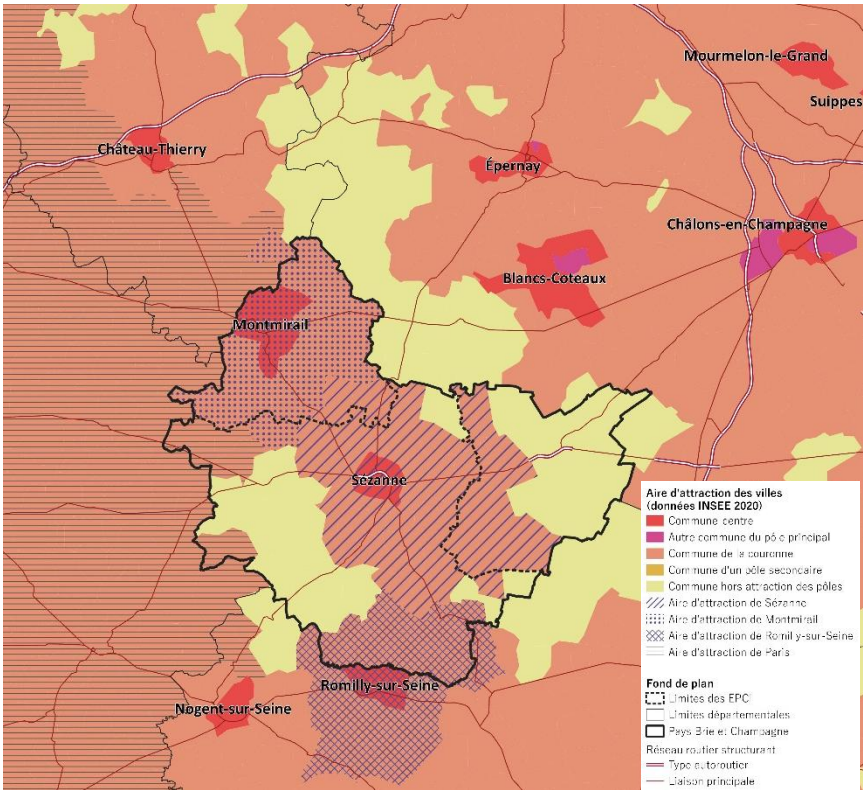 Mourmelon-le-Grand
Suippes
Château-Thierry
Épernay
Châlons-en-Champagne
Blancs-Coteaux
Montmirail
Sézanne
Romilly-sur-Seine
Nogent-sur-Seine
Aire d'attraction des villes
(données INSEE 2020)
Commune centre
Autre commune du pôle principal
Commune de la couronne
Commune d'un pôle secondaire
Commune hors attraction des pôles
Aire d'attraction de Sézanne
Aire d'attraction de Montmirail
Aire d'attraction de Romilly-sur-Seine
Aire d'attraction de Paris
Fond de plan
Limites des EPC
Limites départementales
Pays Brie et Champagne
Réseau routier structurant
Type autoroutier
Liaison principale